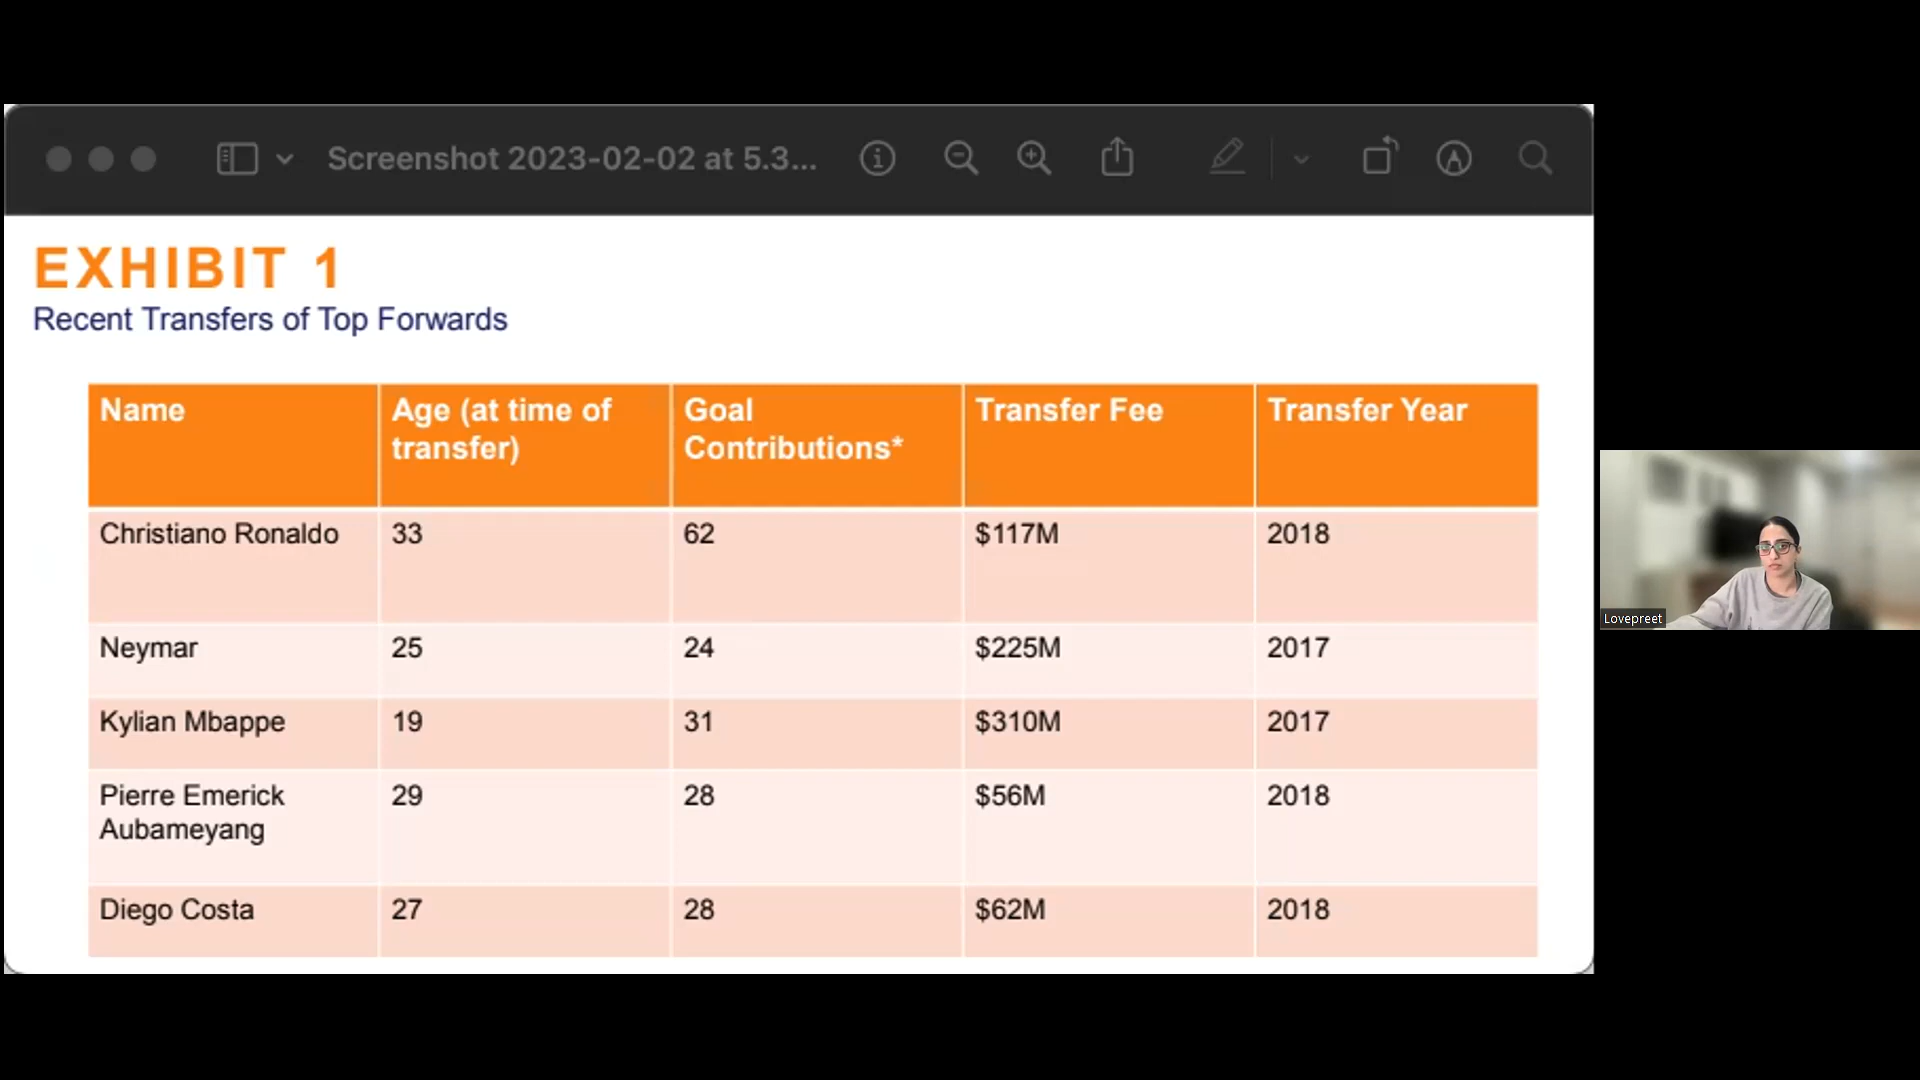 Screenshot 2023-02-02 at 5.3...
EXHIBIT 1
Recent Transfers of Top Forwards
Name
Age (at time of
transfer)
Goal
Contributions*
Transfer Fee
Transfer Year
Christiano Ronaldo
33
62
$117M
2018
Neymar
25
24
$225M
2017
Kylian Mbappe
19
31
$310M
2017
Pierre Emerick
Aubameyang
29
28
$56M
2018
Diego Costa
27
28
$62M
2018
Lovepreet